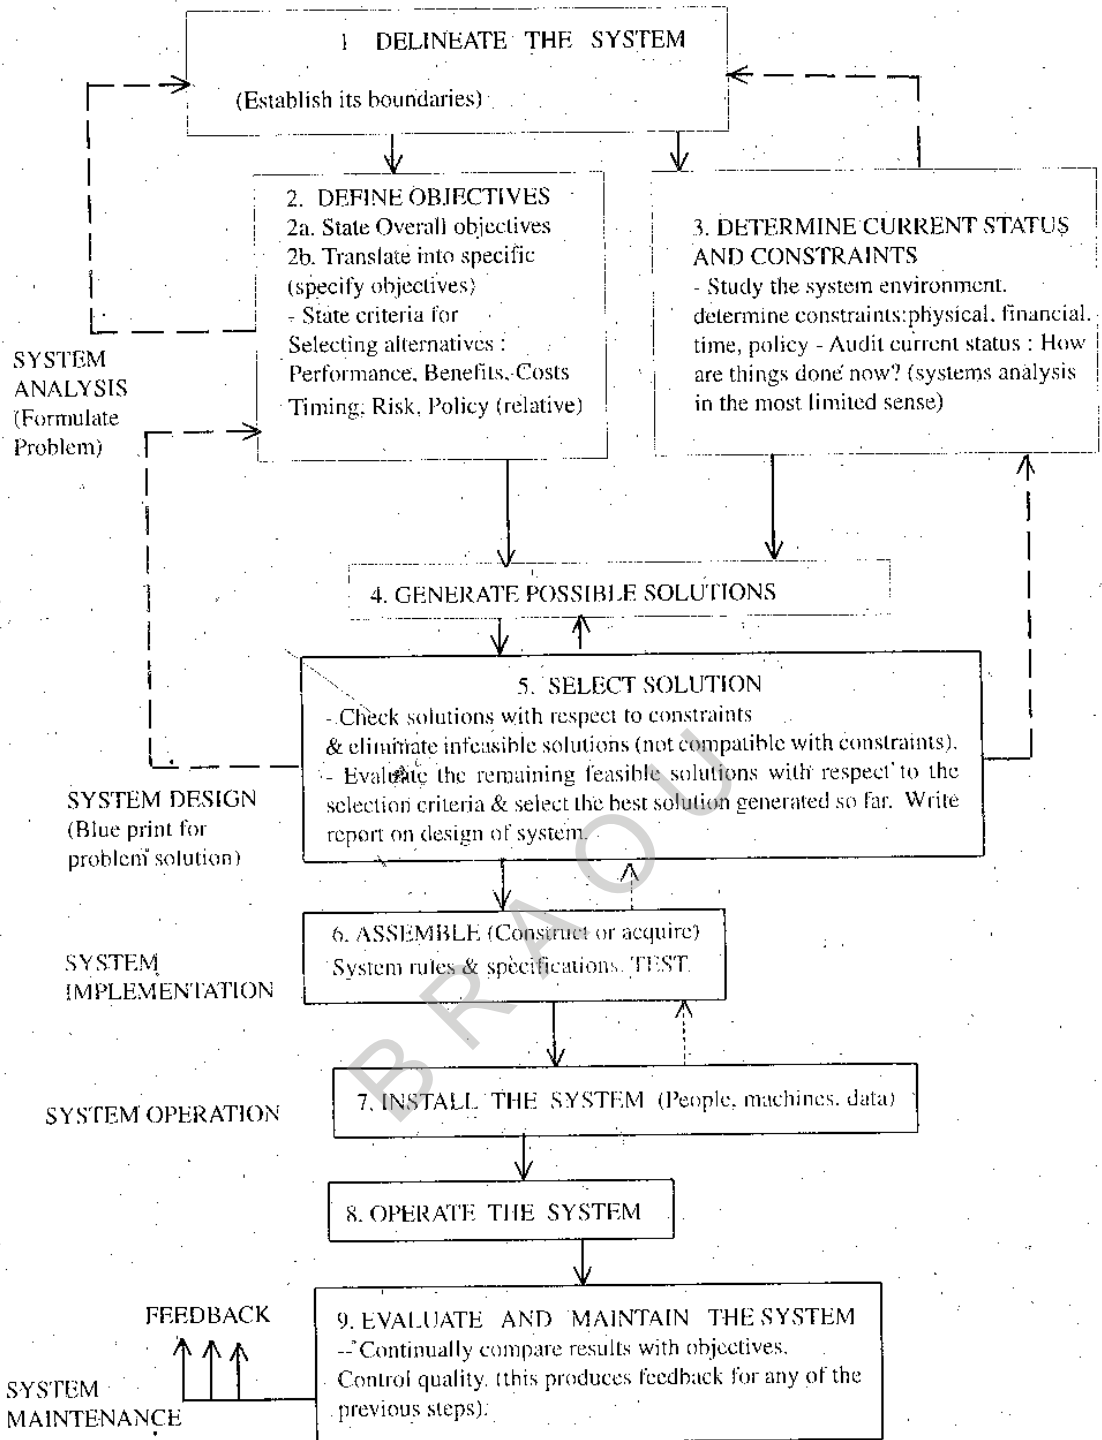 1 DELINEATE THE SYSTEM
(Establish its boundaries)
2. DEFINE OBJECTIVES
2a. State Overall objectives
2b. Translate into specific
(specify objectives)
- State criteria for
Selecting alternatives :
Performance, Benefits, Costs
Timing; Risk, Policy (relative)
3. DETERMINE CURRENT STATUS
AND CONSTRAINTS
- Study the system environment.
determine constraints:physical, financial,
time, policy - Audit current status : How
are things done now? (systems analysis
in the most limited sense)
SYSTEM
ANALYSIS
(Formulate
Problem)
4. GENERATE POSSIBLE SOLUTIONS
5. SELECT SOLUTION
- Check solutions with respect to constraints
& eliminate infeasible solutions (not compatible with constraints).
- Evaluate the remaining feasible solutions with respect to the
selection criteria & select the best solution generated so far. Write
report on design of system.
SYSTEM DESIGN
(Blue print for
problem solution)
6. ASSEMBLE (Construct or acquire)
System rules & specifications. TEST.
SYSTEM
IMPLEMENTATION
7. INSTALL THE SYSTEM (People, machines, data)
SYSTEM OPERATION
8. OPERATE THE SYSTEM
FEEDBACK
9. EVALUATE AND MAINTAIN THE SYSTEM
-- Continually compare results with objectives.
Control quality. (this produces feedback for any of the
previous steps).
SYSTEM
MAINTENANCE
BRAOU